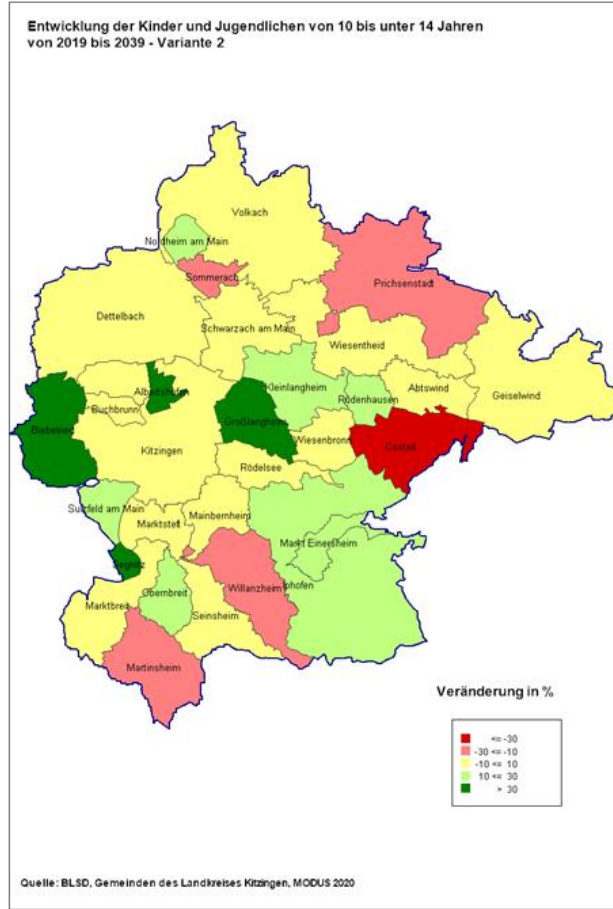 Entwicklung der Kinder und Jugendlichen von 10 bis unter 14 Jahren
von 2019 bis 2039 - Variante 2
Volkach
Nordheim am Main
Sommerach
Prichsenstadt
Dettelbach
Schwarzach am Main
Wiesentheid
Kleinlangheim
Abtswind
Geiselwind
Albertshofen
Rüdenhausen
Buchbrunn
Großlangheim
Biebelried
Wiesenbronn
Castell
Kitzingen
Rödelsee
Sulzfeld am Main
Marktsteft
Mainbernheim
Markt Einersheim
Segnitz
Willanzheim
Iphofen
Obernbreit
Marktbreit
Seinsheim
Martinsheim
Veränderung in %
<= -30
-30 <= -10
-10 <= 10
10 <= 30
> 30
Quelle: BLSD, Gemeinden des Landkreises Kitzingen, MODUS 2020